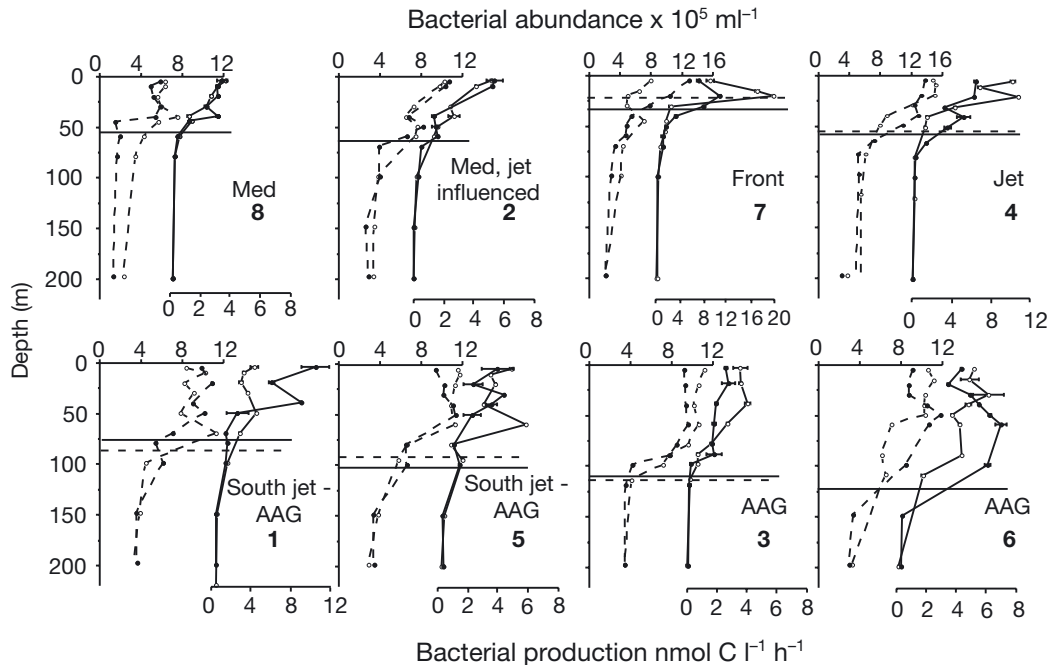 Bacterial abundance x 10⁵ ml⁻¹
0 4 8 12
0 4 8 12
0 4 8 12 16
0 4 8 12 16
0
50
100
150
200
Med
8
Med, jet
influenced
2
Front
7
Jet
4
0 2 4 6 8
0 2 4 6 8
0 4 8 12 16 20
0 4 8 12
Depth (m)
0 4 8 12
0 4 8 12
0 4 8 12 16
0 4 8 12 16
0
50
100
150
200
South jet -
AAG
1
South jet -
AAG
5
AAG
3
AAG
6
0 4 8 12
0 2 4 6 8
0 2 4 6 8
0 2 4 6 8
Bacterial production nmol C l⁻¹ h⁻¹